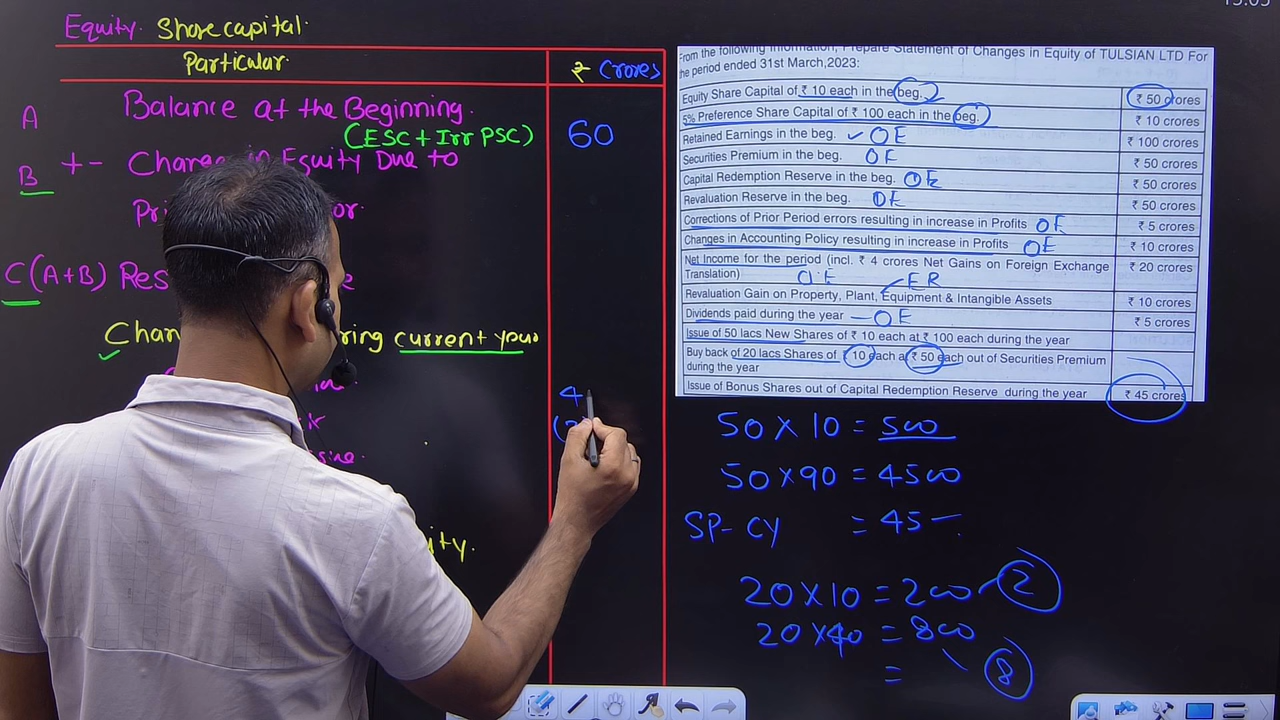 Equity Share capital
Particular
₹ Crores
A Balance at the Beginning
(ESC + Irr PSC) 60
B +- Change in Equity Due to
Pri
C (A+B) Res
Chan ring current year
4
From the following Information, Prepare Statement of Changes in Equity of TULSIAN LTD For
the period ended 31st March,2023:
Equity Share Capital of ₹ 10 each in the beg. ₹ 50 crores
5% Preference Share Capital of ₹ 100 each in the beg. ₹ 10 crores
Retained Earnings in the beg. OE ₹ 100 crores
Securities Premium in the beg. OE ₹ 50 crores
Capital Redemption Reserve in the beg. OE ₹ 50 crores
Revaluation Reserve in the beg. OE ₹ 50 crores
Corrections of Prior Period errors resulting in increase in Profits OE ₹ 5 crores
Changes in Accounting Policy resulting in increase in Profits OE ₹ 10 crores
Net Income for the period (incl. ₹ 4 crores Net Gains on Foreign Exchange ₹ 20 crores
Translation) OE ER
Revaluation Gain on Property, Plant, Equipment & Intangible Assets ₹ 10 crores
Dividends paid during the year — OE ₹ 5 crores
Issue of 50 lacs New Shares of ₹ 10 each at ₹ 100 each during the year
Buy back of 20 lacs Shares of ₹ 10 each a ₹ 50 each out of Securities Premium
during the year
Issue of Bonus Shares out of Capital Redemption Reserve during the year ₹ 45 crores
50 X 10 = 500
50 X 90 = 4500
SP - CY = 45 -
20 X 10 = 200 2
20 X 40 = 800
= 8